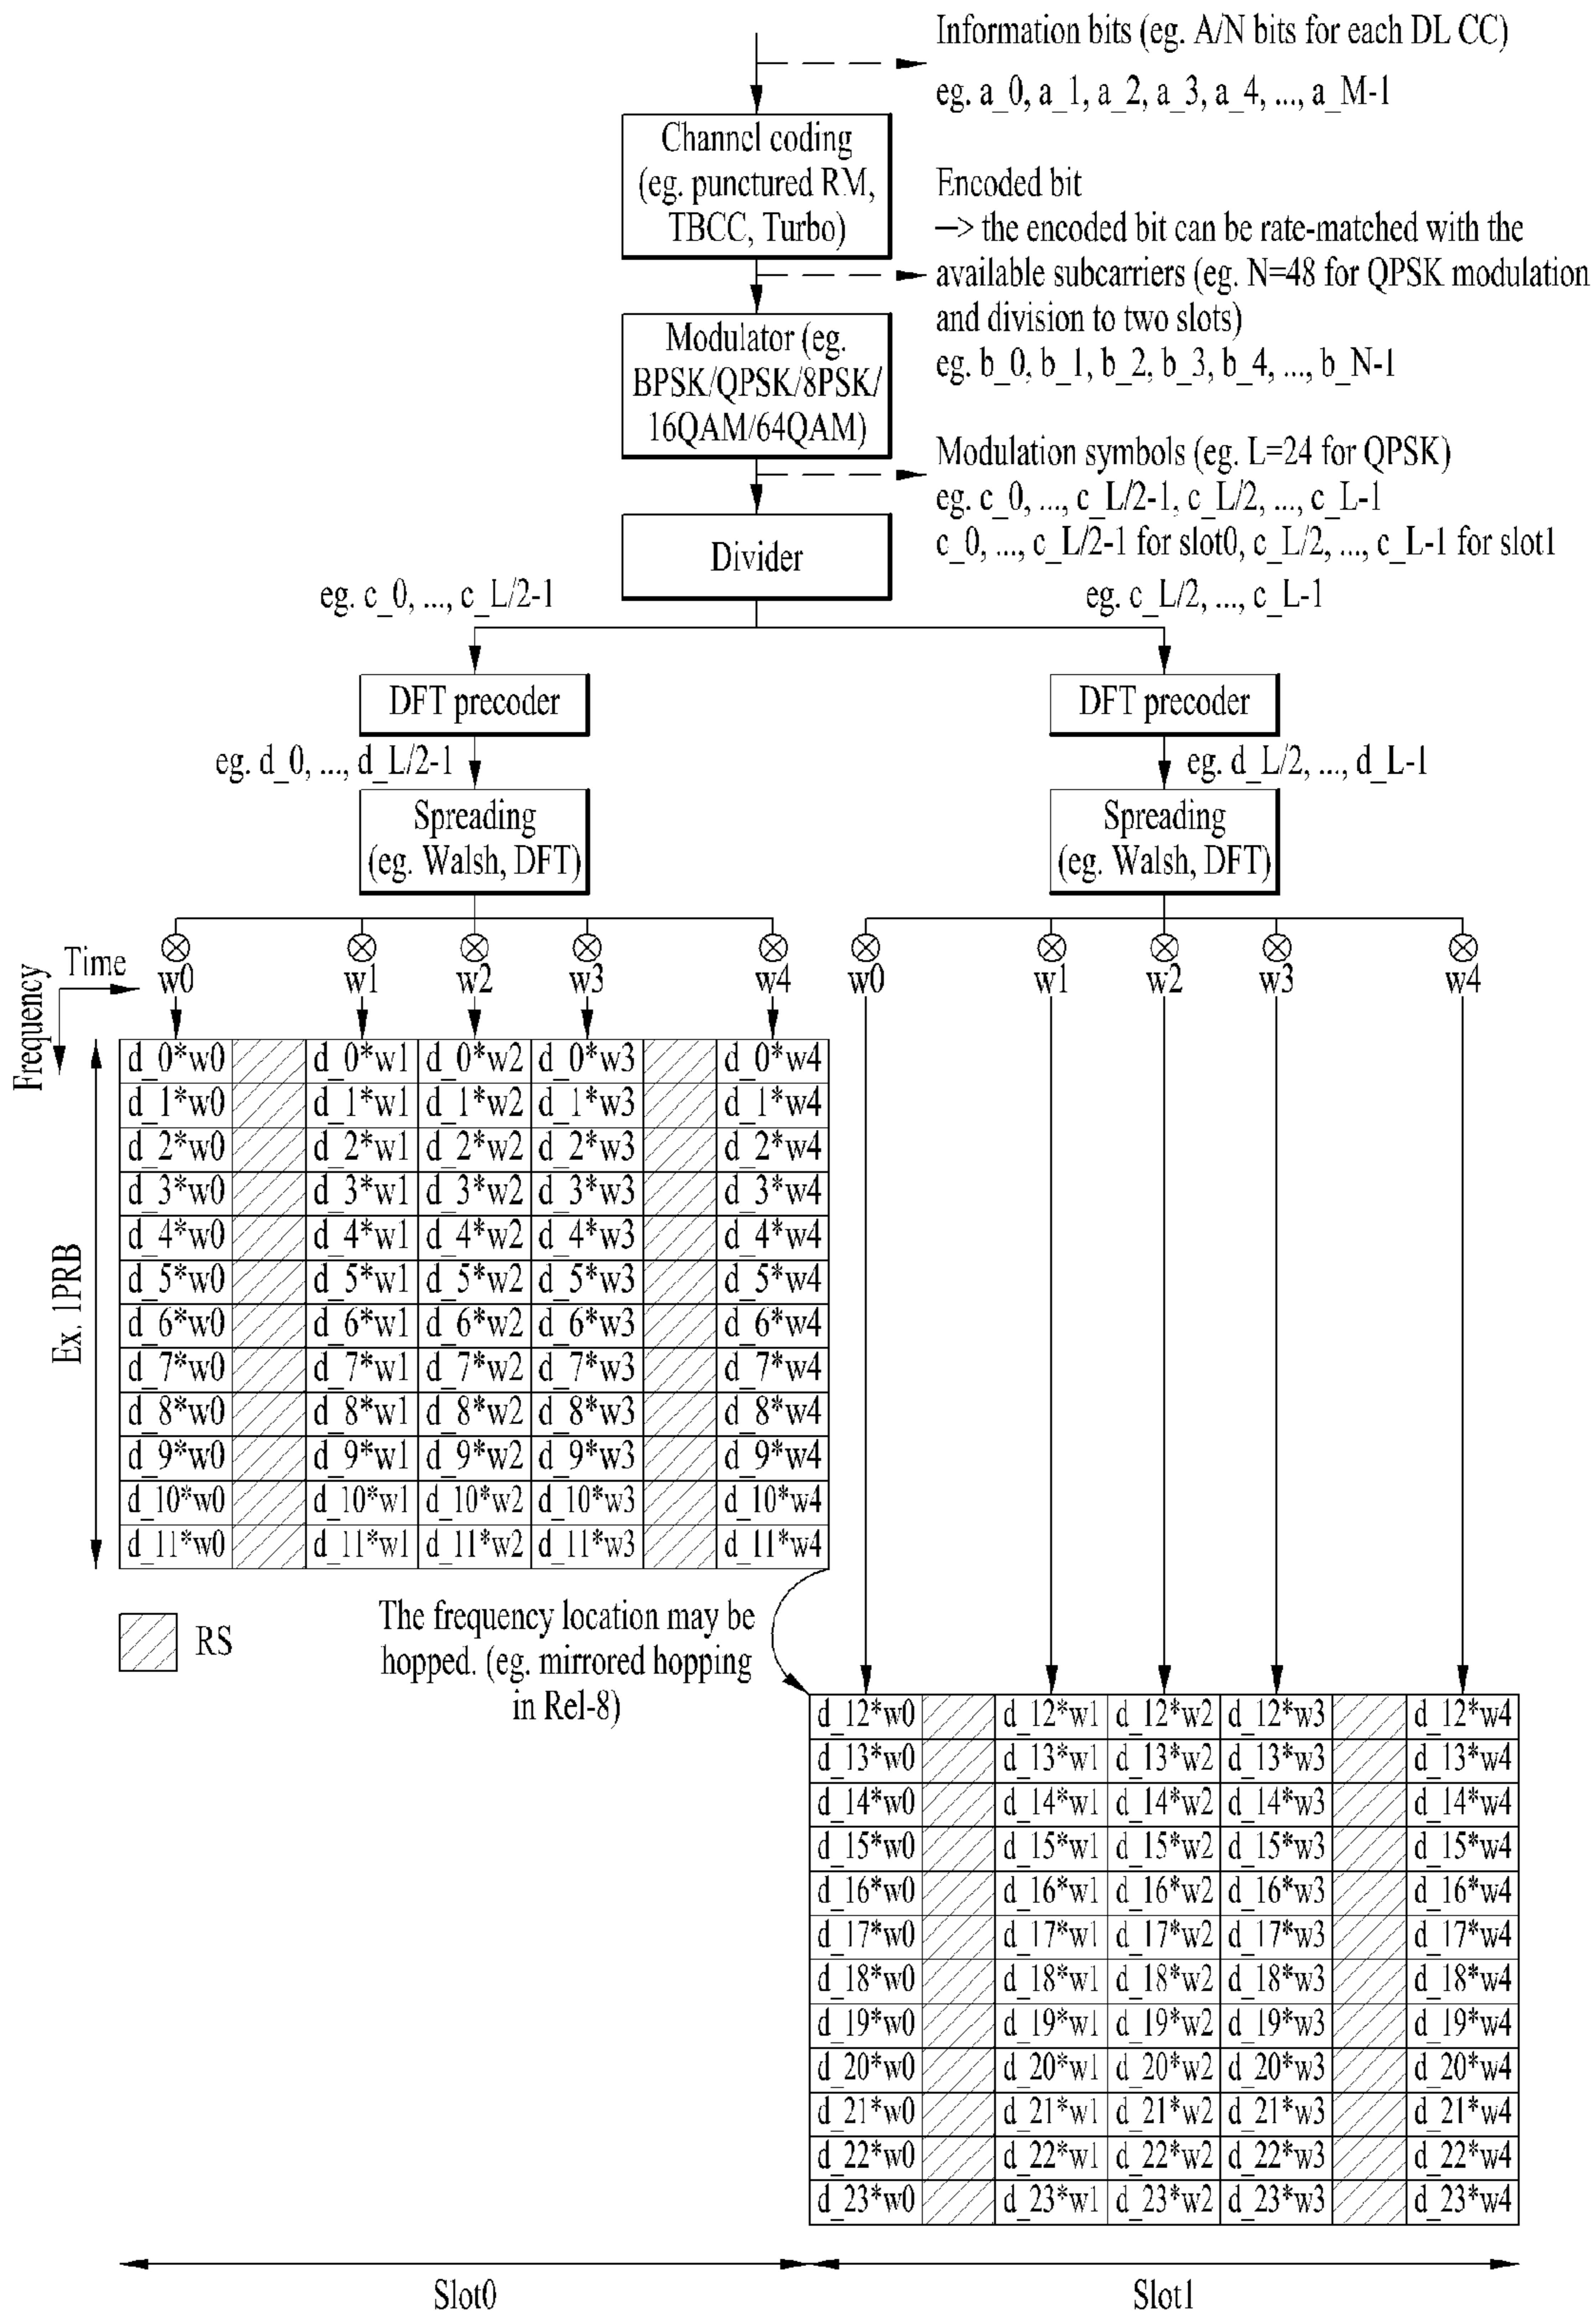 Information bits (eg. A/N bits for each DL CC)
eg. a_0, a_1, a_2, a_3, a_4, ..., a_M-1
Channel coding
(eg. punctured RM,
TBCC, Turbo)
Encoded bit
—> the encoded bit can be rate-matched with the
available subcarriers (eg. N=48 for QPSK modulation
and division to two slots)
eg. b_0, b_1, b_2, b_3, b_4, ..., b_N-1
Modulator (eg.
BPSK/QPSK/8PSK/
16QAM/64QAM)
Modulation symbols (eg. L=24 for QPSK)
eg. c_0, ..., c_L/2-1, c_L/2, ..., c_L-1
c_0, ..., c_L/2-1 for slot0, c_L/2, ..., c_L-1 for slot1
Divider
eg. c_0, ..., c_L/2-1
eg. c_L/2, ..., c_L-1
DFT precoder
DFT precoder
eg. d_0, ..., d_L/2-1
eg. d_L/2, ..., d_L-1
Spreading
(eg. Walsh, DFT)
Spreading
(eg. Walsh, DFT)
Time
Frequency
w0 w1 w2 w3 w4 w0 w1 w2 w3 w4
Ex. 1PRB
d_0*w0 d_0*w1 d_0*w2 d_0*w3 d_0*w4
d_1*w0 d_1*w1 d_1*w2 d_1*w3 d_1*w4
d_2*w0 d_2*w1 d_2*w2 d_2*w3 d_2*w4
d_3*w0 d_3*w1 d_3*w2 d_3*w3 d_3*w4
d_4*w0 d_4*w1 d_4*w2 d_4*w3 d_4*w4
d_5*w0 d_5*w1 d_5*w2 d_5*w3 d_5*w4
d_6*w0 d_6*w1 d_6*w2 d_6*w3 d_6*w4
d_7*w0 d_7*w1 d_7*w2 d_7*w3 d_7*w4
d_8*w0 d_8*w1 d_8*w2 d_8*w3 d_8*w4
d_9*w0 d_9*w1 d_9*w2 d_9*w3 d_9*w4
d_10*w0 d_10*w1 d_10*w2 d_10*w3 d_10*w4
d_11*w0 d_11*w1 d_11*w2 d_11*w3 d_11*w4
RS
The frequency location may be
hopped. (eg. mirrored hopping
in Rel-8)
d_12*w0 d_12*w1 d_12*w2 d_12*w3 d_12*w4
d_13*w0 d_13*w1 d_13*w2 d_13*w3 d_13*w4
d_14*w0 d_14*w1 d_14*w2 d_14*w3 d_14*w4
d_15*w0 d_15*w1 d_15*w2 d_15*w3 d_15*w4
d_16*w0 d_16*w1 d_16*w2 d_16*w3 d_16*w4
d_17*w0 d_17*w1 d_17*w2 d_17*w3 d_17*w4
d_18*w0 d_18*w1 d_18*w2 d_18*w3 d_18*w4
d_19*w0 d_19*w1 d_19*w2 d_19*w3 d_19*w4
d_20*w0 d_20*w1 d_20*w2 d_20*w3 d_20*w4
d_21*w0 d_21*w1 d_21*w2 d_21*w3 d_21*w4
d_22*w0 d_22*w1 d_22*w2 d_22*w3 d_22*w4
d_23*w0 d_23*w1 d_23*w2 d_23*w3 d_23*w4
Slot0
Slot1